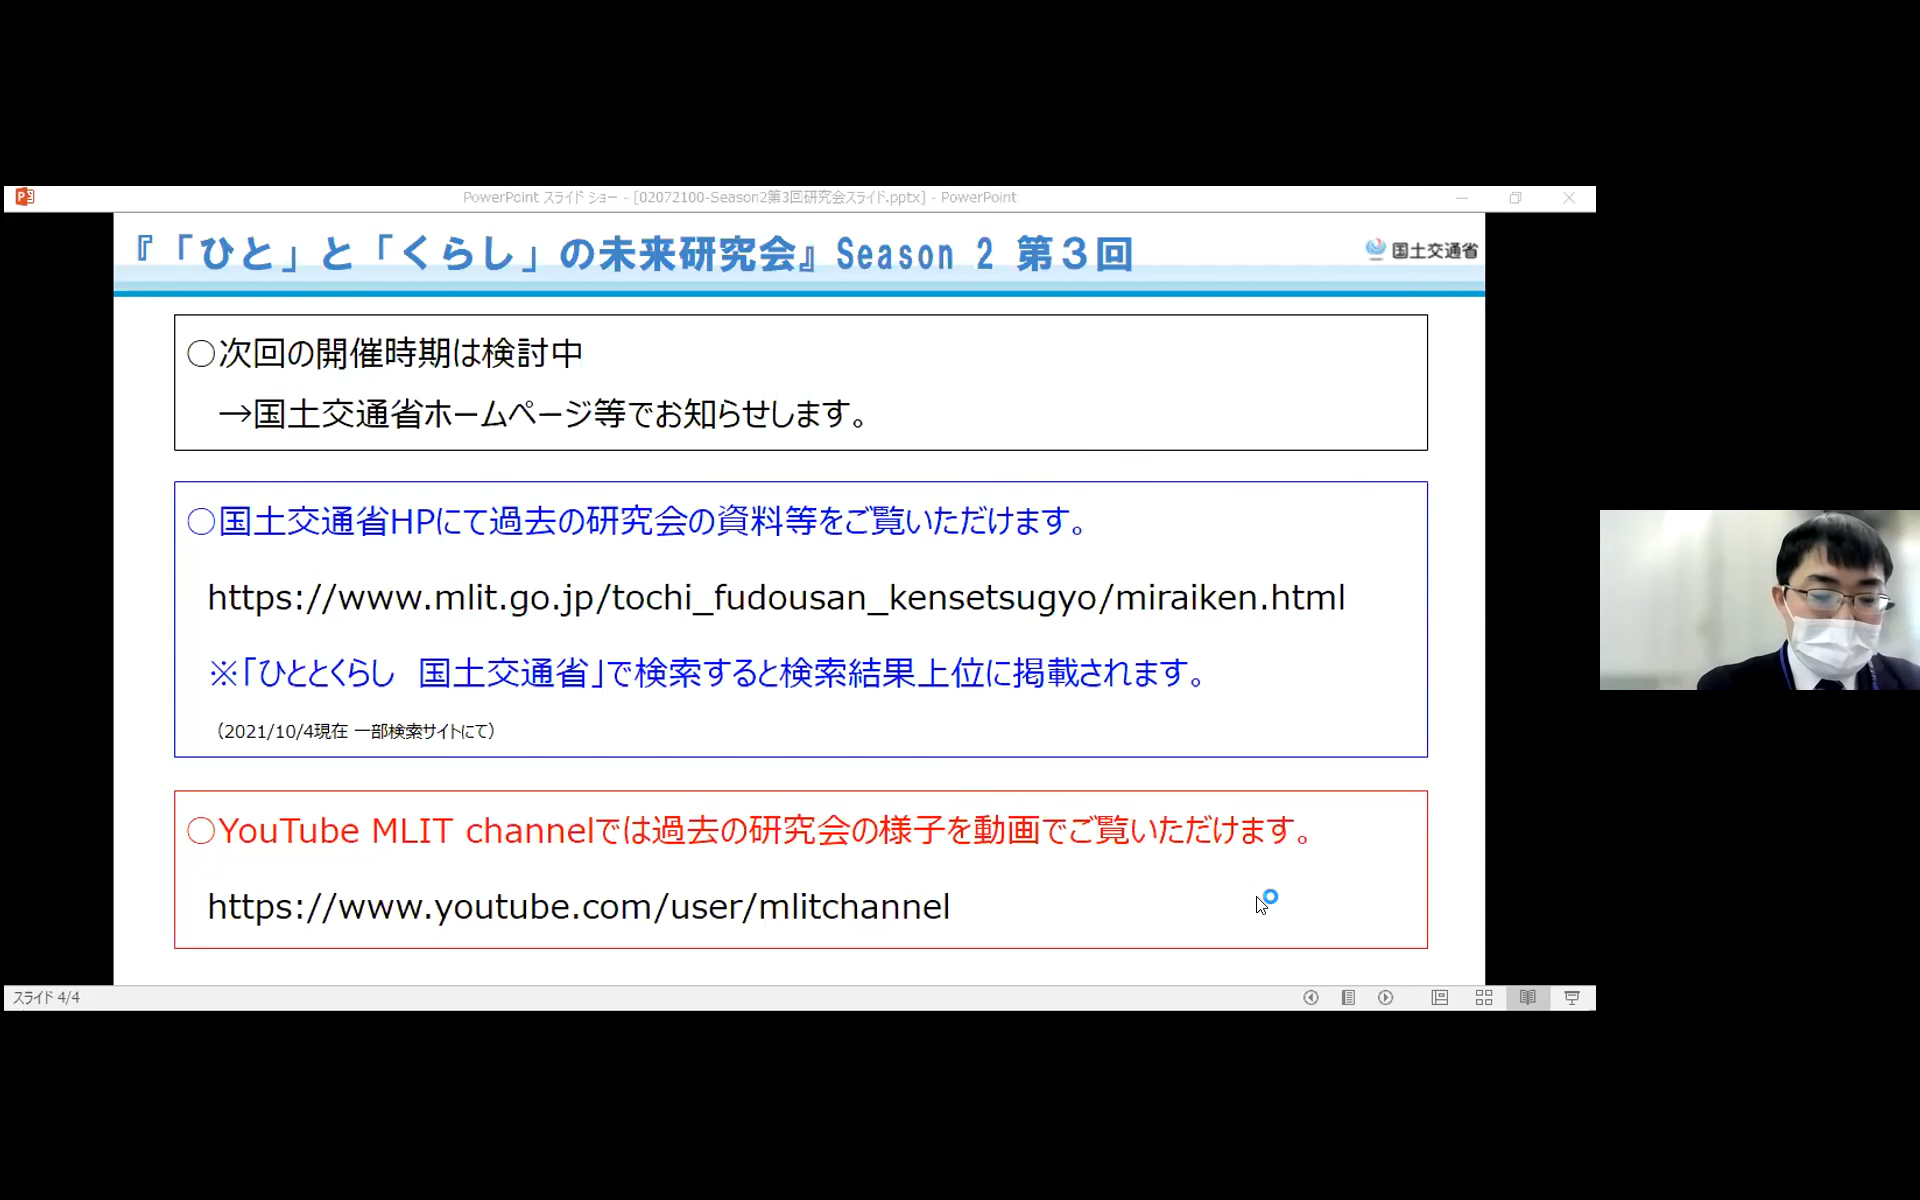 PowerPoint スライド ショー - [02072100-Season2第3回研究会スライド.pptx] - PowerPoint
『「ひと」と「くらし」の未来研究会』Season 2 第３回
国土交通省
○次回の開催時期は検討中
→国土交通省ホームページ等でお知らせします。
○国土交通省HPにて過去の研究会の資料等をご覧いただけます。
https://www.mlit.go.jp/tochi_fudousan_kensetsugyo/miraiken.html
※「ひととくらし　国土交通省」で検索すると検索結果上位に掲載されます。
（2021/10/4現在 一部検索サイトにて）
○YouTube MLIT channelでは過去の研究会の様子を動画でご覧いただけます。
https://www.youtube.com/user/mlitchannel
スライド 4/4